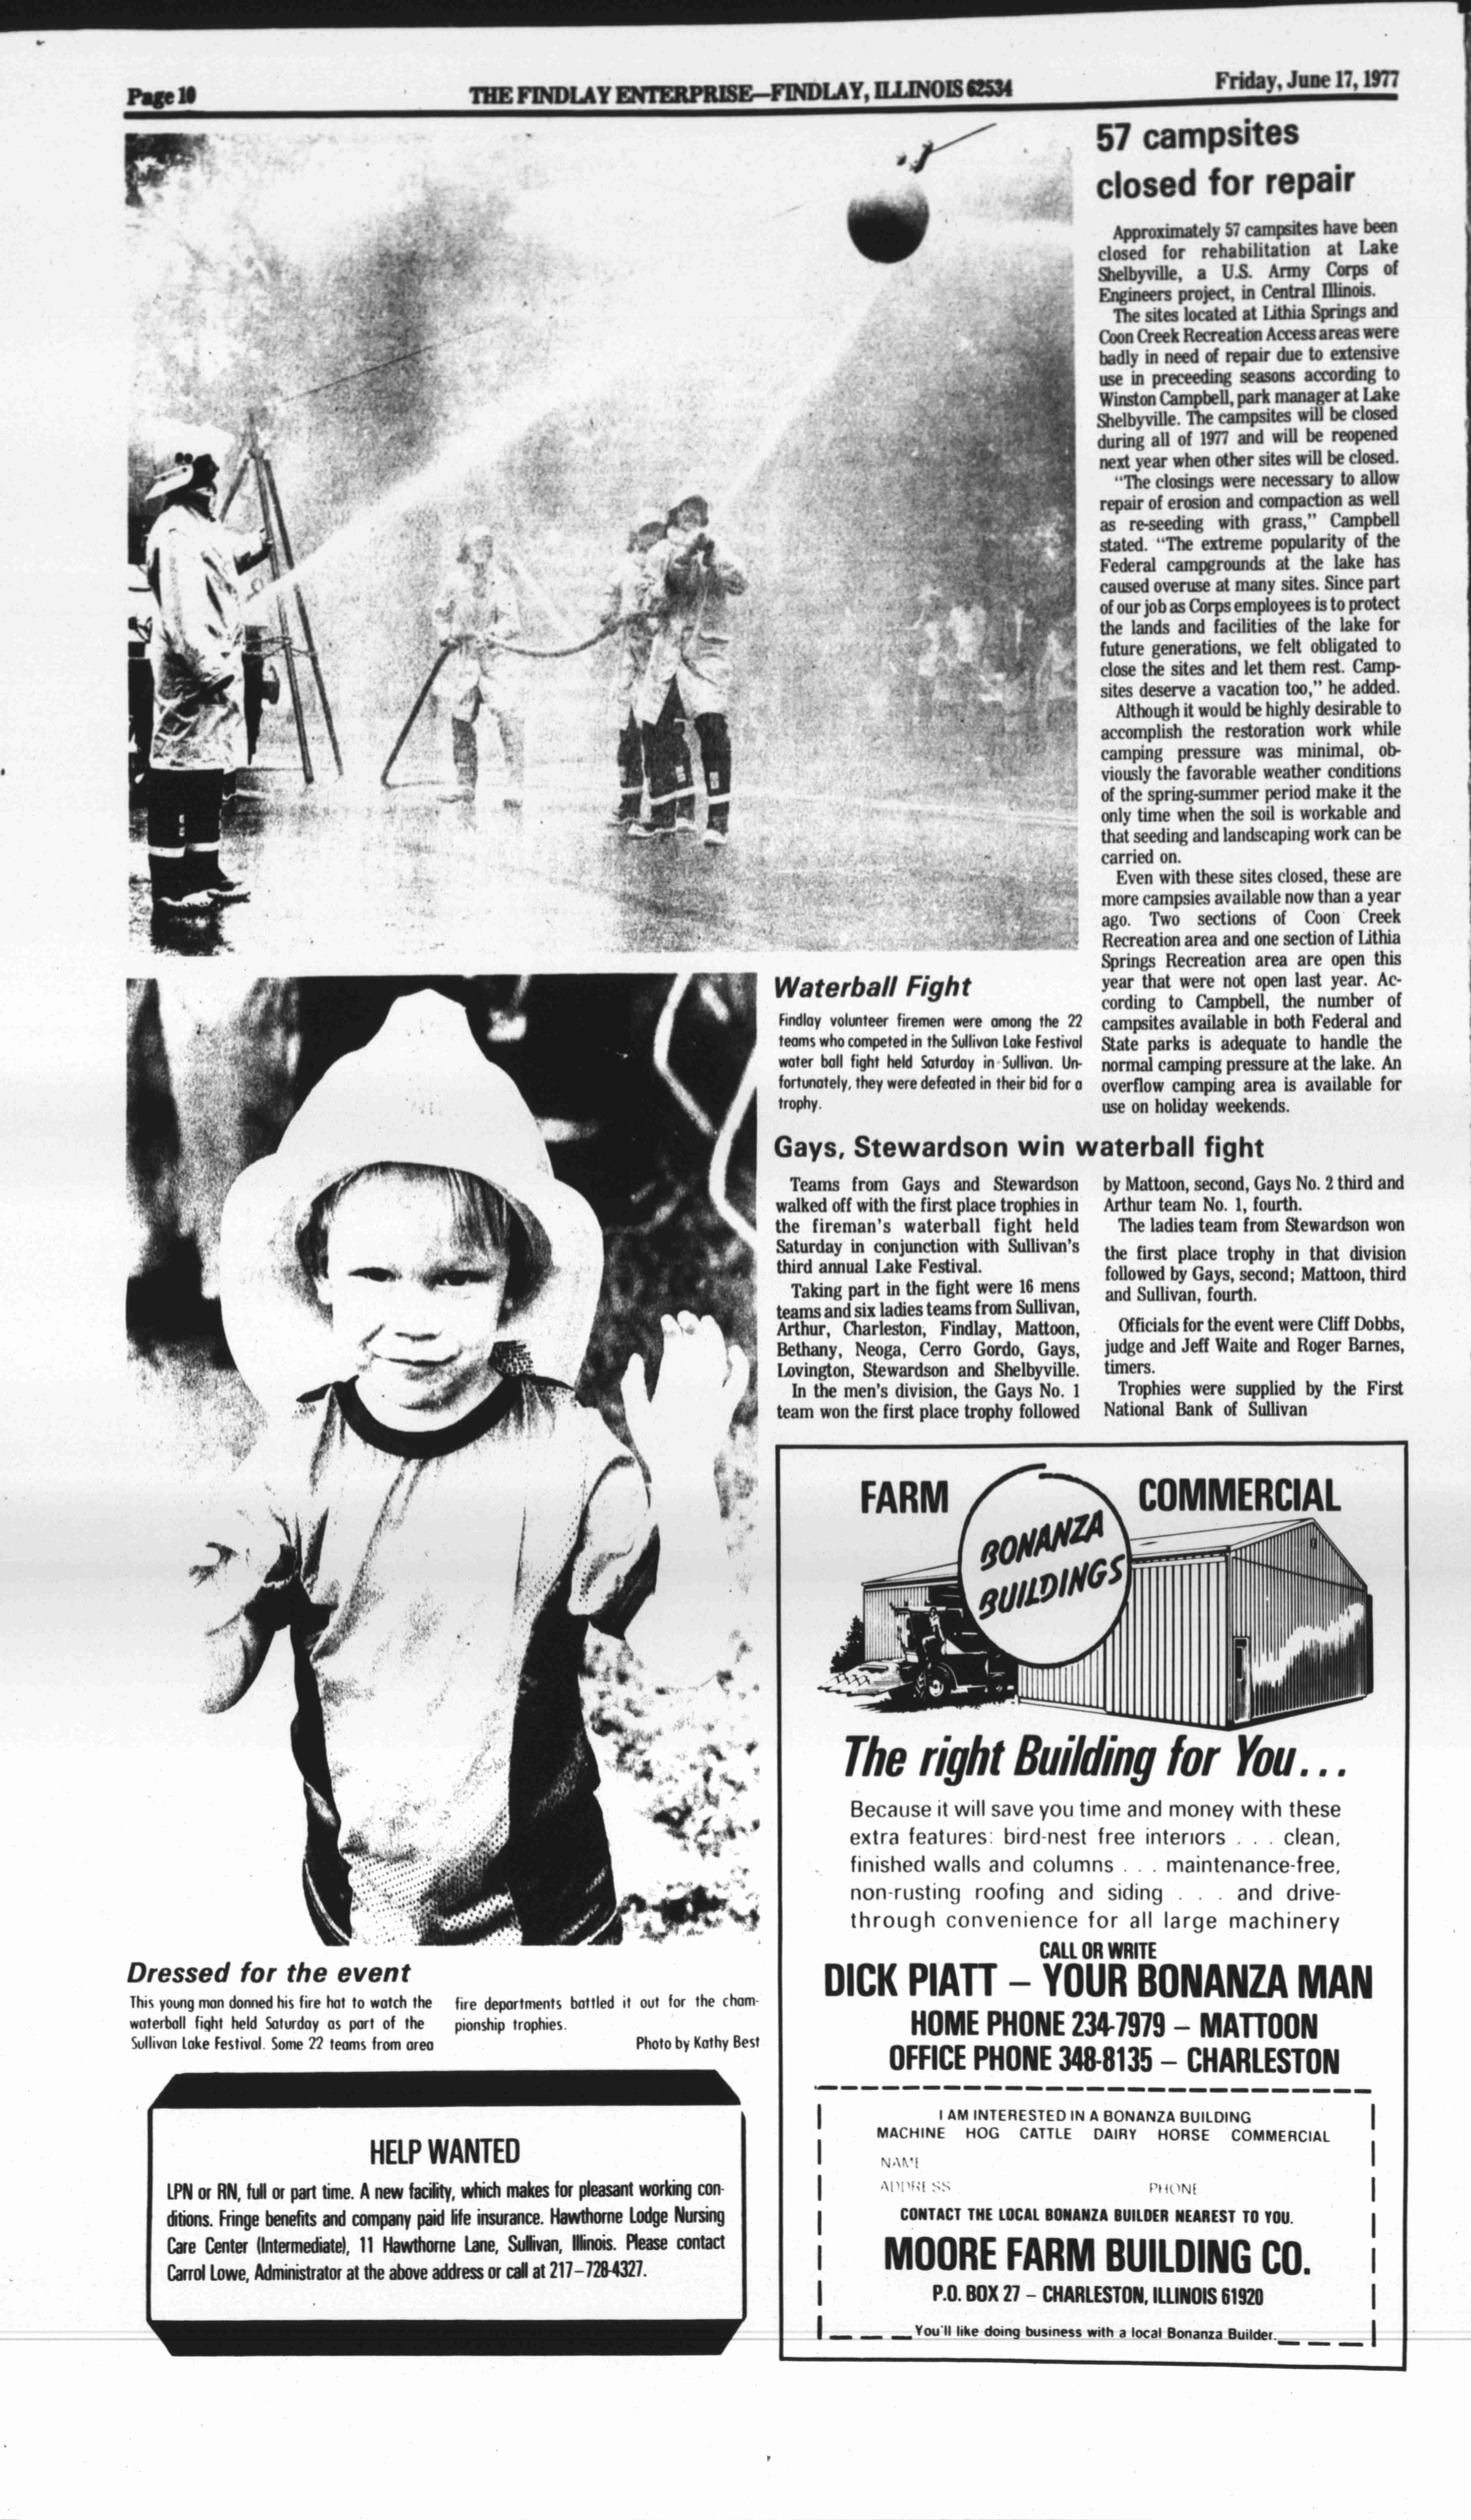 Page 10
THE FINDLAY ENTERPRISE—FINDLAY, ILLINOIS 62534
Friday, June 17, 1977
57 campsites
closed for repair
Approximately 57 campsites have been
closed for rehabilitation at Lake
Shelbyville, a U.S. Army Corps of
Engineers project, in Central Illinois.
The sites located at Lithia Springs and
Coon Creek Recreation Access areas were
badly in need of repair due to extensive
use in preceeding seasons according to
Winston Campbell, park manager at Lake
Shelbyville. The campsites will be closed
during all of 1977 and will be reopened
next year when other sites will be closed.
"The closings were necessary to allow
repair of erosion and compaction as well
as re-seeding with grass," Campbell
stated. "The extreme popularity of the
Federal campgrounds at the lake has
caused overuse at many sites. Since part
of our job as Corps employees is to protect
the lands and facilities of the lake for
future generations, we felt obligated to
close the sites and let them rest. Camp-
sites deserve a vacation too," he added.
Although it would be highly desirable to
accomplish the restoration work while
camping pressure was minimal, ob-
viously the favorable weather conditions
of the spring-summer period make it the
only time when the soil is workable and
that seeding and landscaping work can be
carried on.
Even with these sites closed, these are
more campsies available now than a year
ago. Two sections of Coon Creek
Recreation area and one section of Lithia
Springs Recreation area are open this
year that were not open last year. Ac-
cording to Campbell, the number of
campsites available in both Federal and
State parks is adequate to handle the
normal camping pressure at the lake. An
overflow camping area is available for
use on holiday weekends.
Waterball Fight
Findlay volunteer firemen were among the 22
teams who competed in the Sullivan Lake Festival
water ball fight held Saturday in Sullivan. Un-
fortunately, they were defeated in their bid for a
trophy.
Gays, Stewardson win waterball fight
Teams from Gays and Stewardson
walked off with the first place trophies in
the fireman's waterball fight held
Saturday in conjunction with Sullivan's
third annual Lake Festival.
Taking part in the fight were 16 mens
teams and six ladies teams from Sullivan,
Arthur, Charleston, Findlay, Mattoon,
Bethany, Neoga, Cerro Gordo, Gays,
Lovington, Stewardson and Shelbyville.
In the men's division, the Gays No. 1
team won the first place trophy followed
by Mattoon, second, Gays No. 2 third and
Arthur team No. 1, fourth.
The ladies team from Stewardson won
the first place trophy in that division
followed by Gays, second; Mattoon, third
and Sullivan, fourth.
Officials for the event were Cliff Dobbs,
judge and Jeff Waite and Roger Barnes,
timers.
Trophies were supplied by the First
National Bank of Sullivan
Dressed for the event
This young man donned his fire hat to watch the
waterball fight held Saturday as part of the
Sullivan Lake Festival. Some 22 teams from area
fire departments battled it out for the cham-
pionship trophies.
Photo by Kathy Best
HELP WANTED
LPN or RN, full or part time. A new facility, which makes for pleasant working con-
ditions. Fringe benefits and company paid life insurance. Hawthorne Lodge Nursing
Care Center (Intermediate), 11 Hawthorne Lane, Sullivan, Illinois. Please contact
Carrol Lowe, Administrator at the above address or call at 217-728-4327.
FARM
COMMERCIAL
BONANZA
BUILDINGS
The right Building for You...
Because it will save you time and money with these
extra features: bird-nest free interiors . . . clean,
finished walls and columns . . . maintenance-free,
non-rusting roofing and siding . . . and drive-
through convenience for all large machinery
CALL OR WRITE
DICK PIATT – YOUR BONANZA MAN
HOME PHONE 234-7979 – MATTOON
OFFICE PHONE 348-8135 – CHARLESTON
I AM INTERESTED IN A BONANZA BUILDING
MACHINE HOG CATTLE DAIRY HORSE COMMERCIAL
NAME
ADDRESS PHONE
CONTACT THE LOCAL BONANZA BUILDER NEAREST TO YOU.
MOORE FARM BUILDING CO.
P.O. BOX 27 – CHARLESTON, ILLINOIS 61920
You'll like doing business with a local Bonanza Builder.